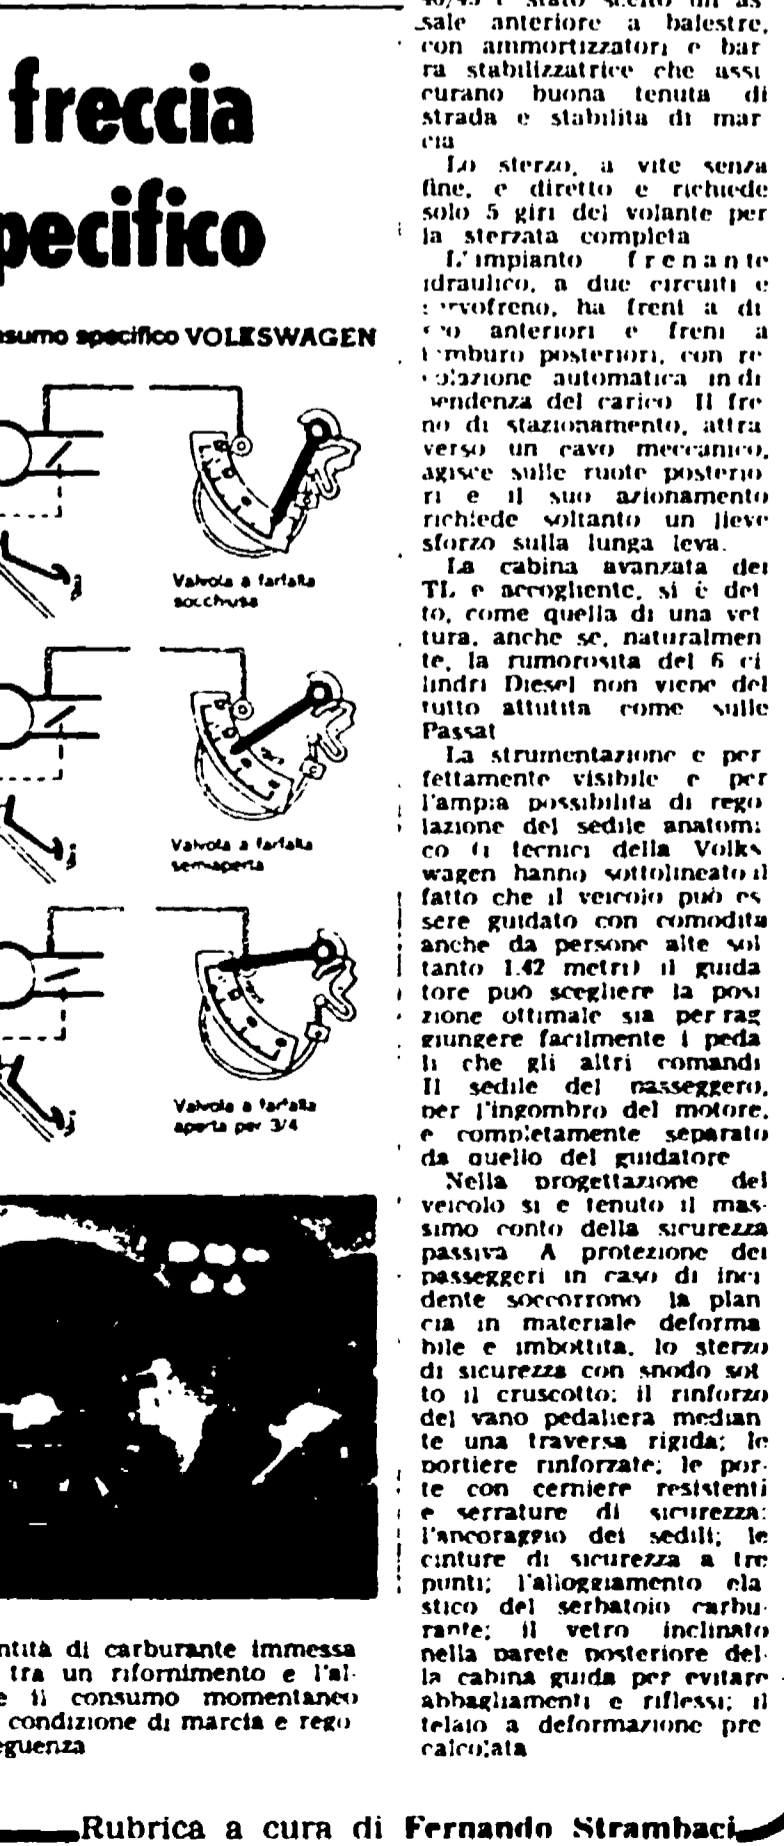 freccia
pecifico
sumo specifico VOLKSWAGEN
Valvola a farfalla
socchiusa
Valvola a farfalla
semiaperta
Valvola a farfalla
aperta per 3/4
ntità di carburante immessa
tra un rifornimento e l'al-
e il consumo momentaneo
condizione di marcia e rego
eguenza
40/45 è stato scelto un as
sale anteriore a balestre,
con ammortizzatori e bar
ra stabilizzatrice che assi
curano buona tenuta di
strada e stabilita di mar
cia
Lo sterzo, a vite senza
fine, e diretto e richiede
solo 5 giri del volante per
la sterzata completa
L'impianto frenante
idraulico, a due circuiti e
servofreno, ha freni a di
sco anteriori e freni a
tamburo posteriori, con re
golazione automatica in di
pendenza del carico Il fre
no di stazionamento, attra
verso un cavo meccanico,
agisce sulle ruote posterio
ri e il suo azionamento
richiede soltanto un lieve
sforzo sulla lunga leva.
La cabina avanzata dei
TL e accogliente, si è det
to, come quella di una vet
tura, anche se, naturalmen
te, la rumorosita del 6 ci
lindri Diesel non viene del
tutto attutita come sulle
Passat
La strumentazione e per
fettamente visibile e per
l'ampia possibilita di rego
lazione del sedile anatomi
co (i tecnici della Volks
wagen hanno sottolineato il
fatto che il veicolo può es
sere guidato con comodita
anche da persone alte sol
tanto 1.42 metri) il guida
tore può scegliere la posi
zione ottimale sia per rag
giungere facilmente i peda
li che gli altri comandi
Il sedile del passeggero,
per l'ingombro del motore,
e completamente separato
da quello del guidatore
Nella progettazione del
veicolo si e tenuto il mas-
simo conto della sicurezza
passiva A protezione dei
passeggeri in caso di inci
dente soccorrono la plan
cia in materiale deforma
bile e imbottita, lo sterzo
di sicurezza con snodo sot
to il cruscotto; il rinforzo
del vano pedaliera median
te una traversa rigida; le
portiere rinforzate; le por-
te con cerniere resistenti
e serrature di sicurezza;
l'ancoraggio dei sedili; le
cinture di sicurezza a tre
punti; l'alloggiamento ela
stico del serbatoio carbu-
rante; il vetro inclinato
nella parete posteriore del-
la cabina guida per evitare
abbagliamenti e riflessi; il
telaio a deformazione pre
calcolata
Rubrica a cura di Fernando Strambaci